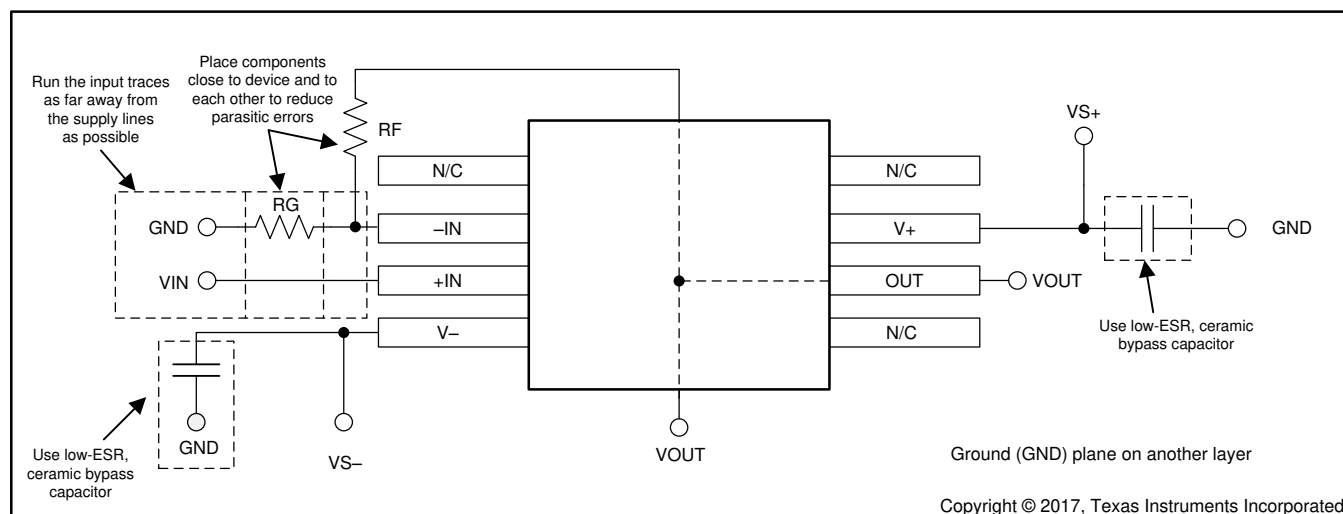 Place components
close to device and to
each other to reduce
parasitic errors
Run the input traces
as far away from
the supply lines
as possible
RF
VS+
N/C
N/C
RG
GND
–IN
V+
GND
VIN
+IN
OUT
VOUT
V–
N/C
Use low-ESR, ceramic
bypass capacitor
GND
VS–
VOUT
Use low-ESR,
ceramic bypass
capacitor
Ground (GND) plane on another layer
Copyright © 2017, Texas Instruments Incorporated